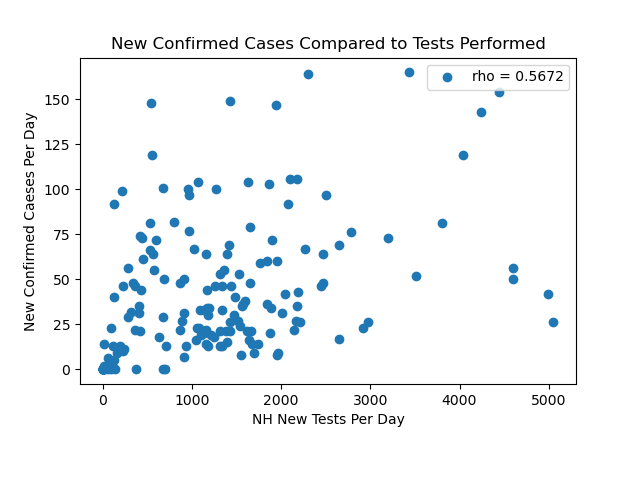 New Confirmed Cases Compared to Tests Performed
rho = 0.5672
New Confirmed Caeses Per Day
150
125
100
75
50
25
0
0 1000 2000 3000 4000 5000
NH New Tests Per Day